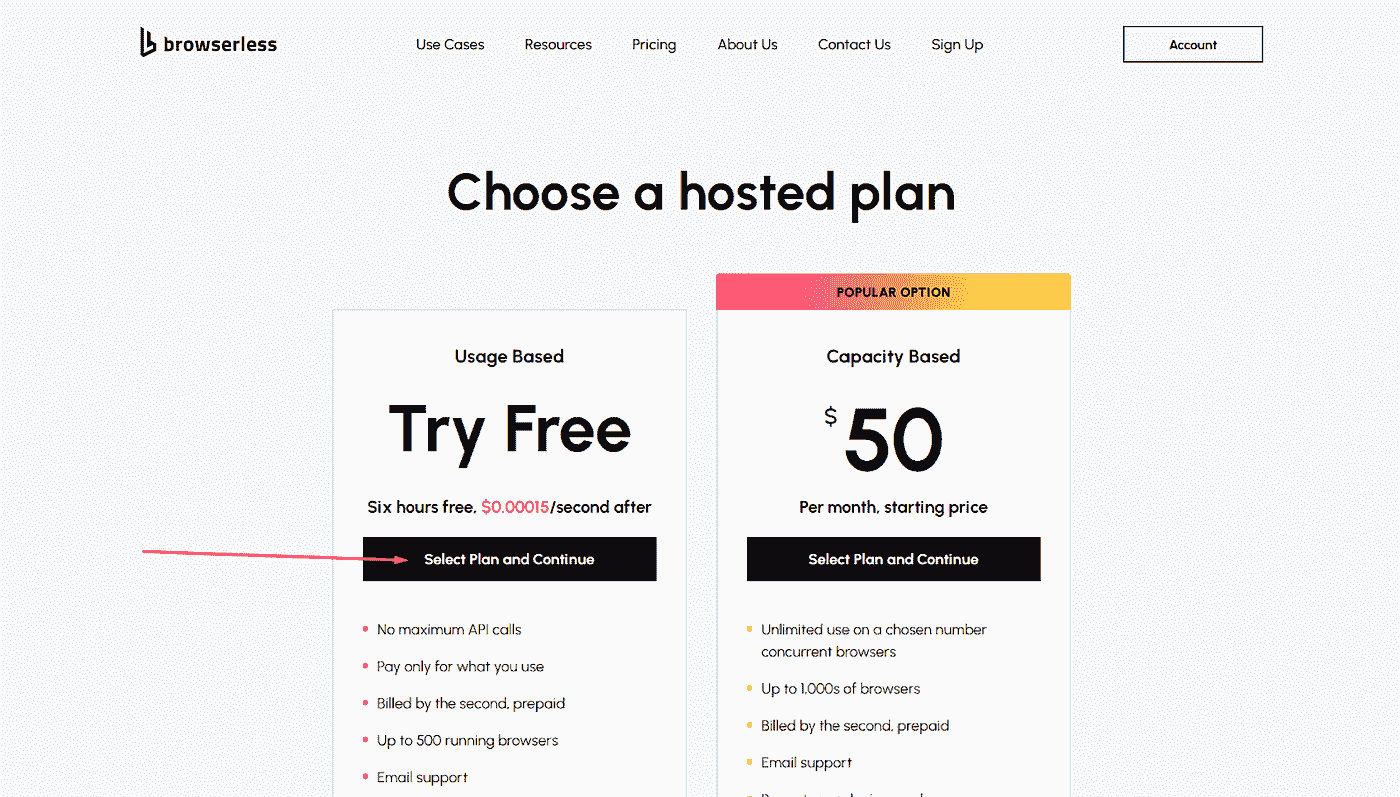 browserless
Use Cases
Resources
Pricing
About Us
Contact Us
Sign Up
Account
Choose a hosted plan
Usage Based
Try Free
Six hours free, $0.00015/second after
Select Plan and Continue
No maximum API calls
Pay only for what you use
Billed by the second, prepaid
Up to 500 running browsers
Email support
POPULAR OPTION
Capacity Based
$50
Per month, starting price
Select Plan and Continue
Unlimited use on a chosen number
concurrent browsers
Up to 1,000s of browsers
Billed by the second, prepaid
Email support